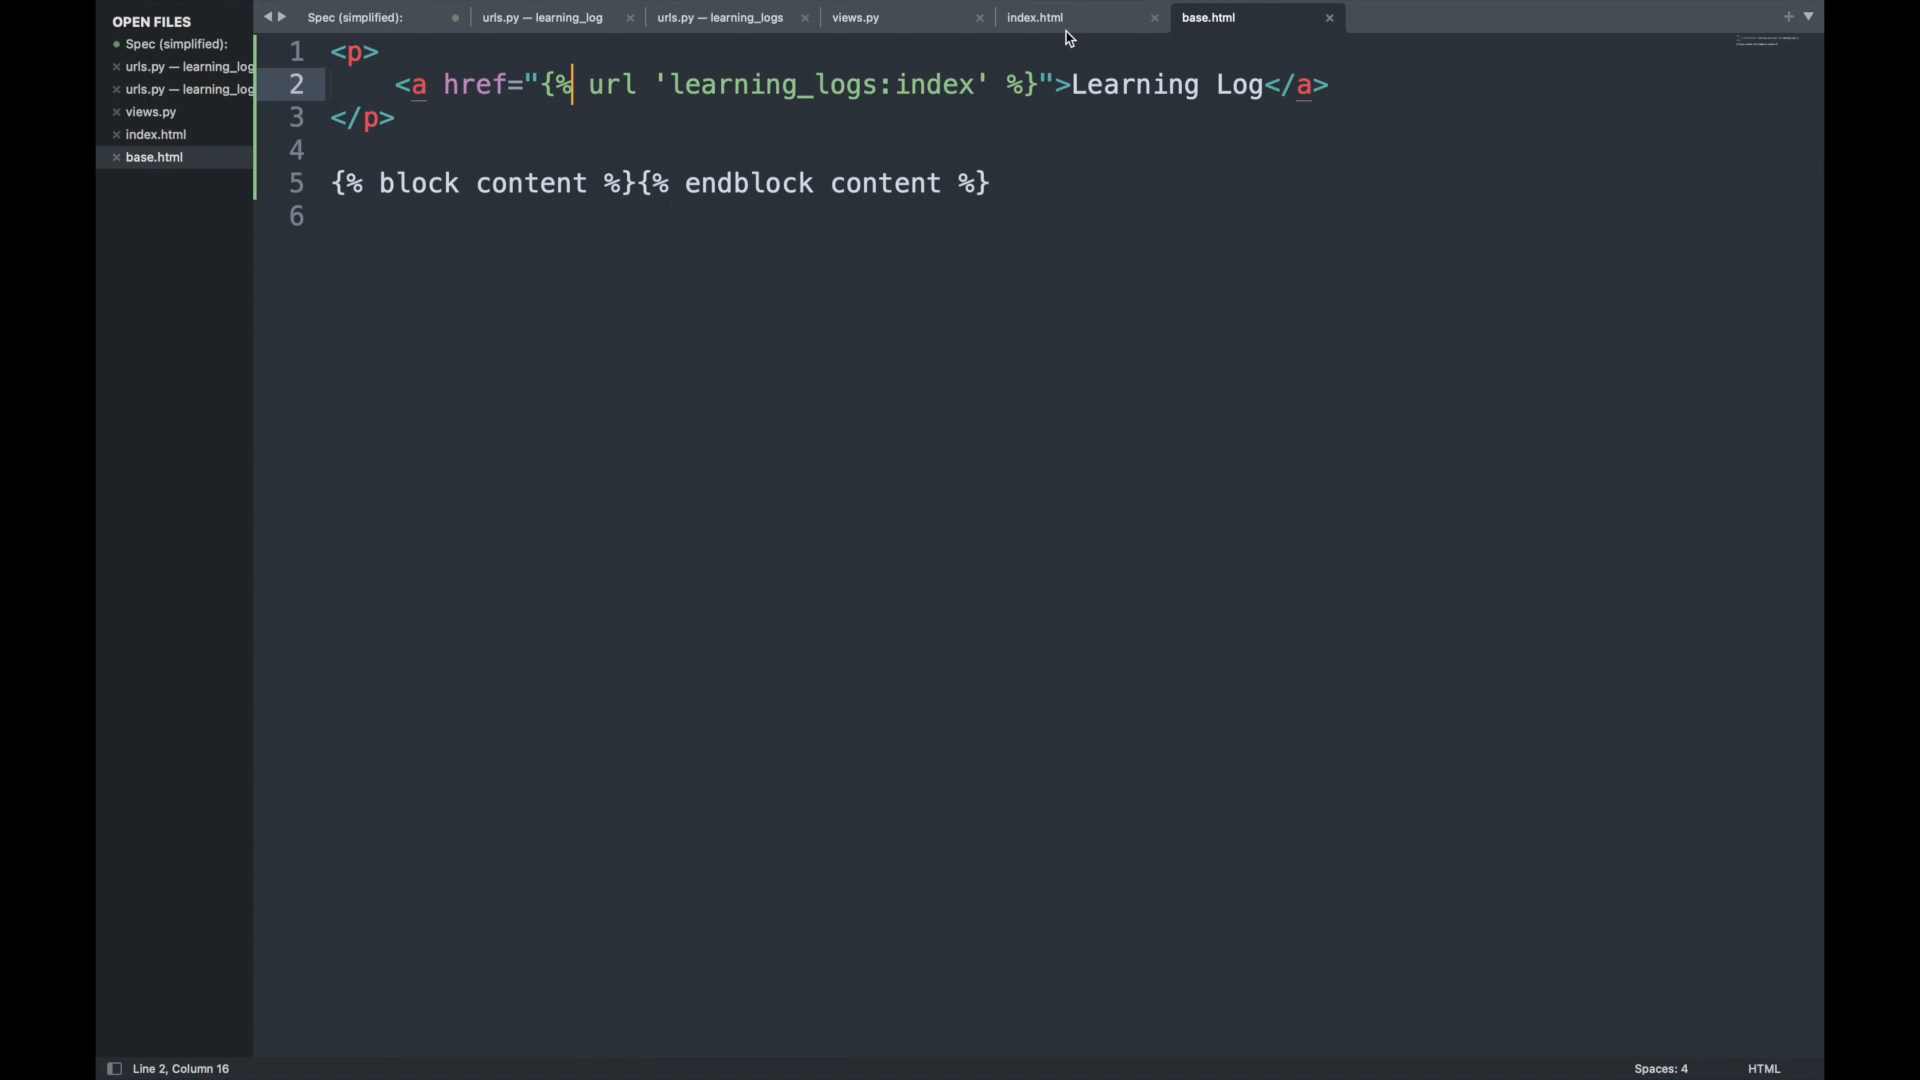 OPEN FILES
Spec (simplified):
urls.py — learning_log
urls.py — learning_log
views.py
index.html
base.html
Spec (simplified):
urls.py — learning_log
urls.py — learning_logs
views.py
index.html
base.html
1 <p>
2 <a href="{% url 'learning_logs:index' %}">Learning Log</a>
3 </p>
4
5 {% block content %}{% endblock content %}
6
Line 2, Column 16
Spaces: 4
HTML